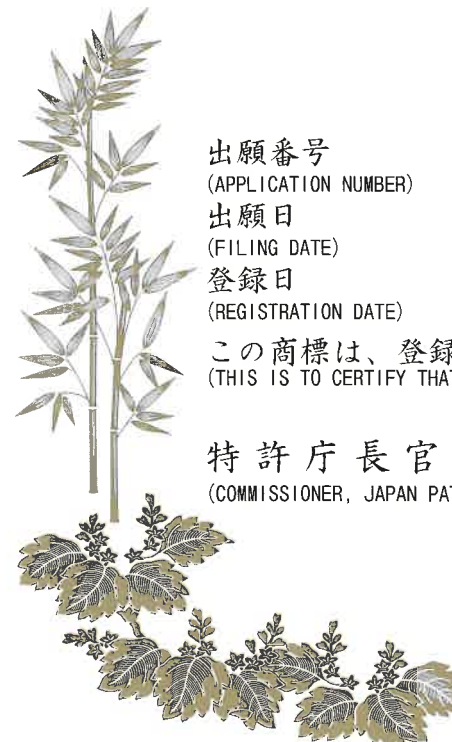 出願番号
(APPLICATION NUMBER)
出願日
(FILING DATE)
登録日
(REGISTRATION DATE)
この商標は、登録
(THIS IS TO CERTIFY THAT
特許庁長官
(COMMISSIONER, JAPAN PAT